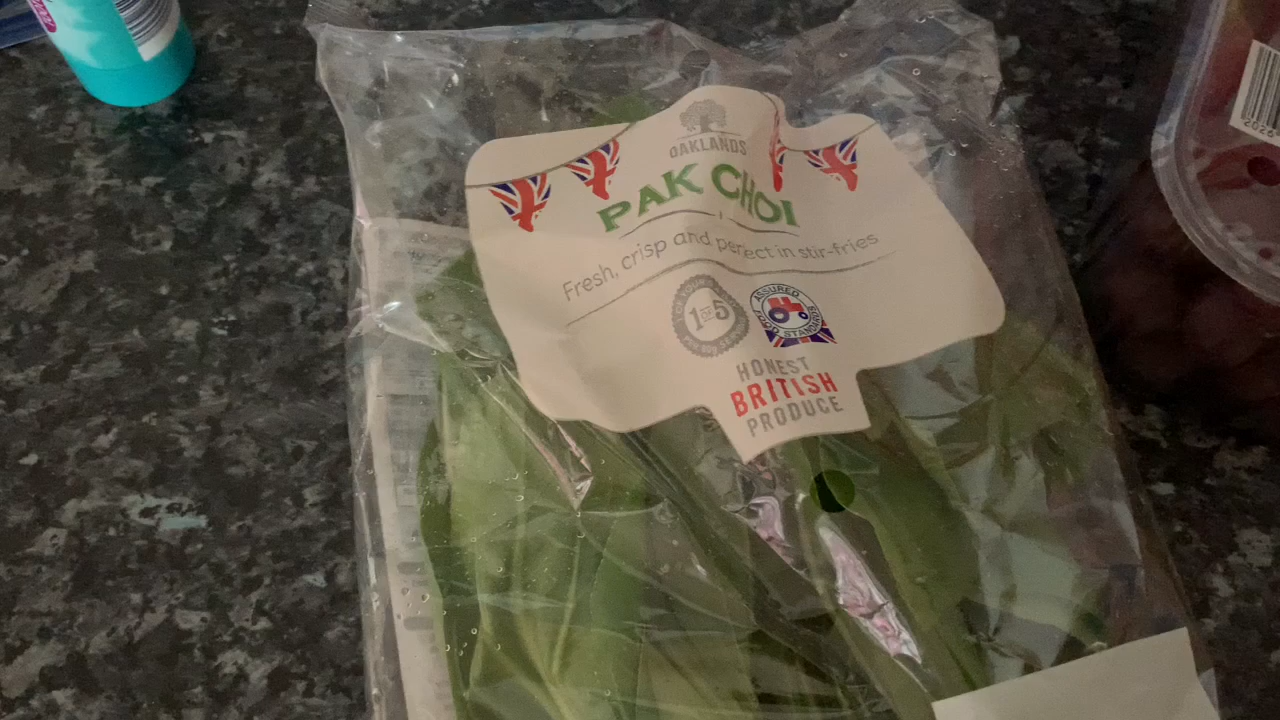 OAKLANDS
PAK CHOI
Fresh, crisp and perfect in stir-fries
1 OF 5
ASSURED
FOOD STANDARDS
HONEST
BRITISH
PRODUCE